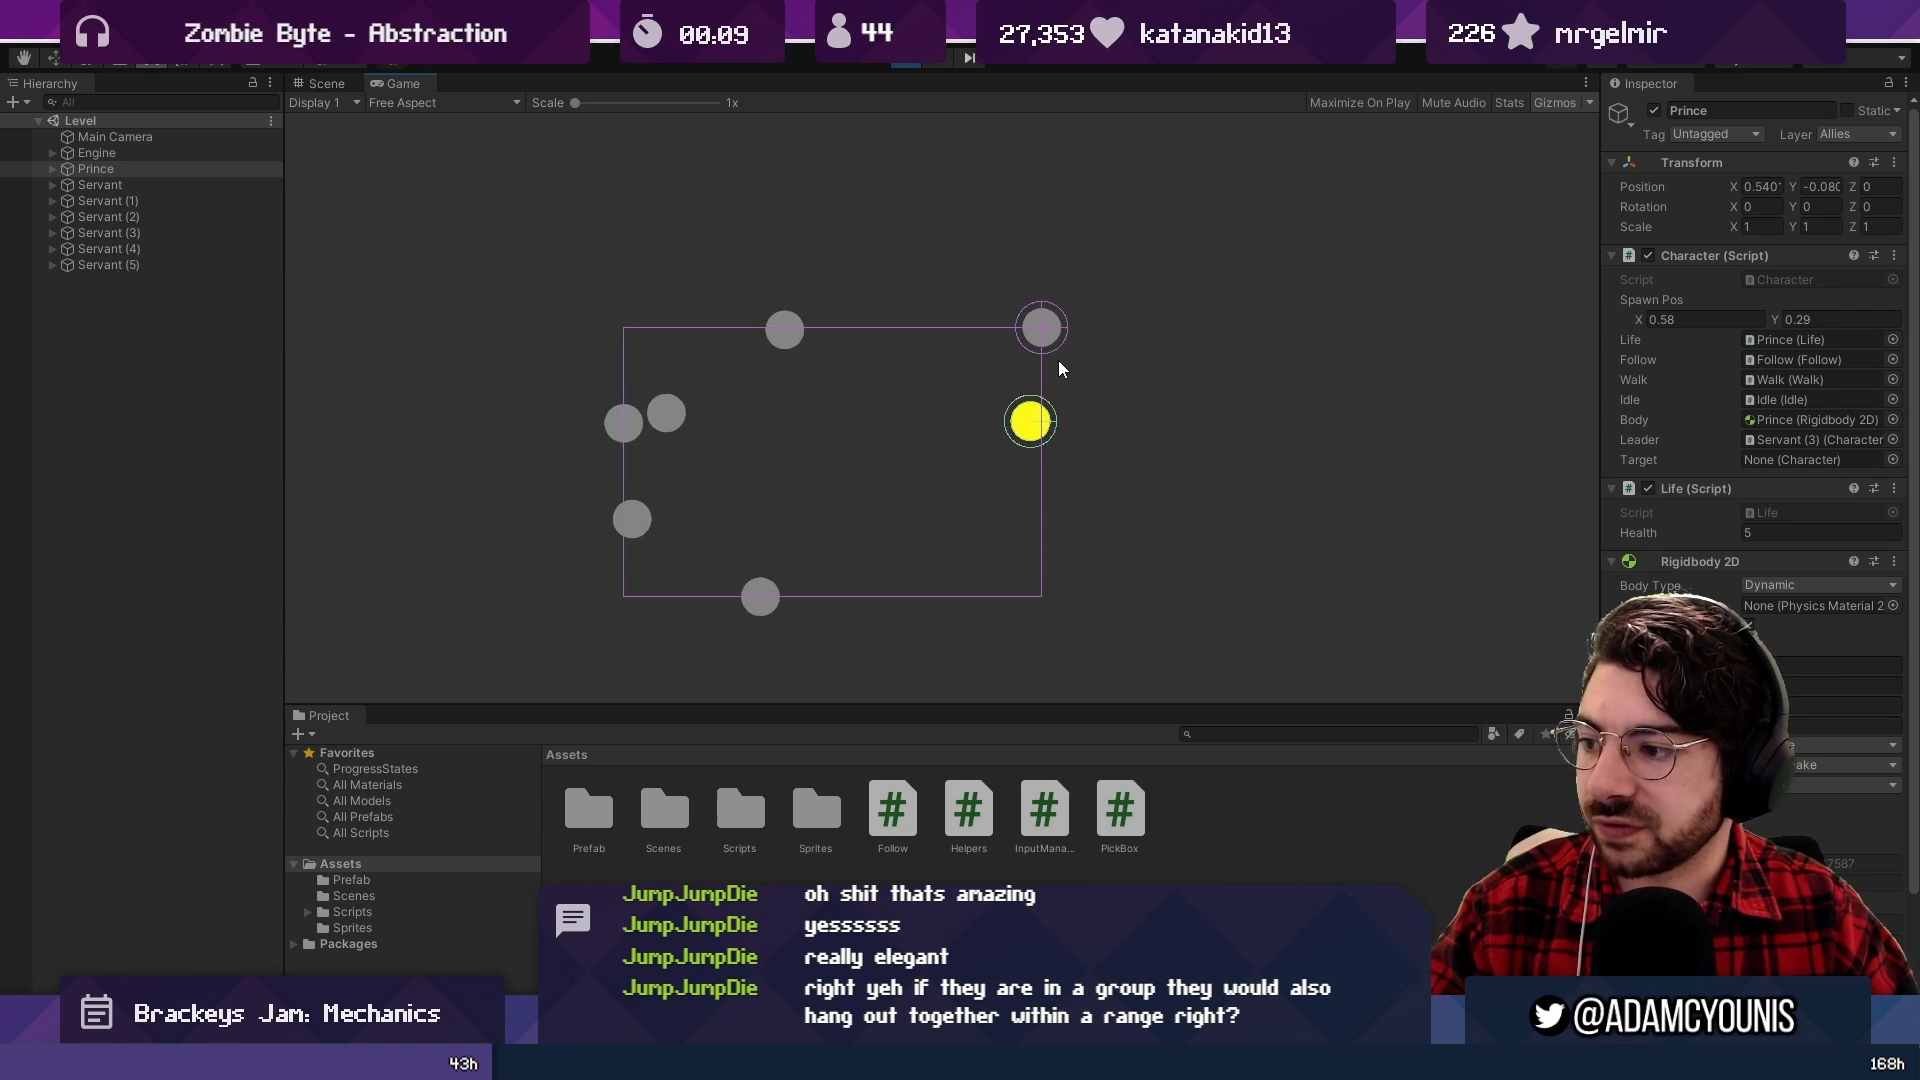 Zombie Byte - Abstraction
00:09
44
27,353
katanakid13
226
mrgelmir
Hierarchy
Scene
Game
Inspector
All
Display 1
Free Aspect
Scale
1x
Maximize On Play
Mute Audio
Stats
Gizmos
Prince
Static
Tag
Untagged
Layer
Allies
Level
Main Camera
Engine
Prince
Servant
Servant (1)
Servant (2)
Servant (3)
Servant (4)
Servant (5)
Transform
Position X 0.540 Y -0.080 Z 0
Rotation X 0 Y 0 Z 0
Scale X 1 Y 1 Z 1
Character (Script)
Script Character
Spawn Pos
X 0.58 Y 0.29
Life Prince (Life)
Follow Follow (Follow)
Walk Walk (Walk)
Idle Idle (Idle)
Body Prince (Rigidbody 2D)
Leader Servant (3) (Character
Target None (Character)
Life (Script)
Script Life
Health 5
Rigidbody 2D
Body Type Dynamic
None (Physics Material 2
ake
7587
Project
Favorites
ProgressStates
All Materials
All Models
All Prefabs
All Scripts
Assets
Prefab
Scenes
Scripts
Sprites
Packages
Assets
Prefab
Scenes
Scripts
Sprites
Follow
Helpers
InputMana...
PickBox
JumpJumpDie oh shit thats amazing
JumpJumpDie yessssss
JumpJumpDie really elegant
JumpJumpDie right yeh if they are in a group they would also
hang out together within a range right?
Brackeys Jam: Mechanics
@ADAMCYOUNIS
43h
168h